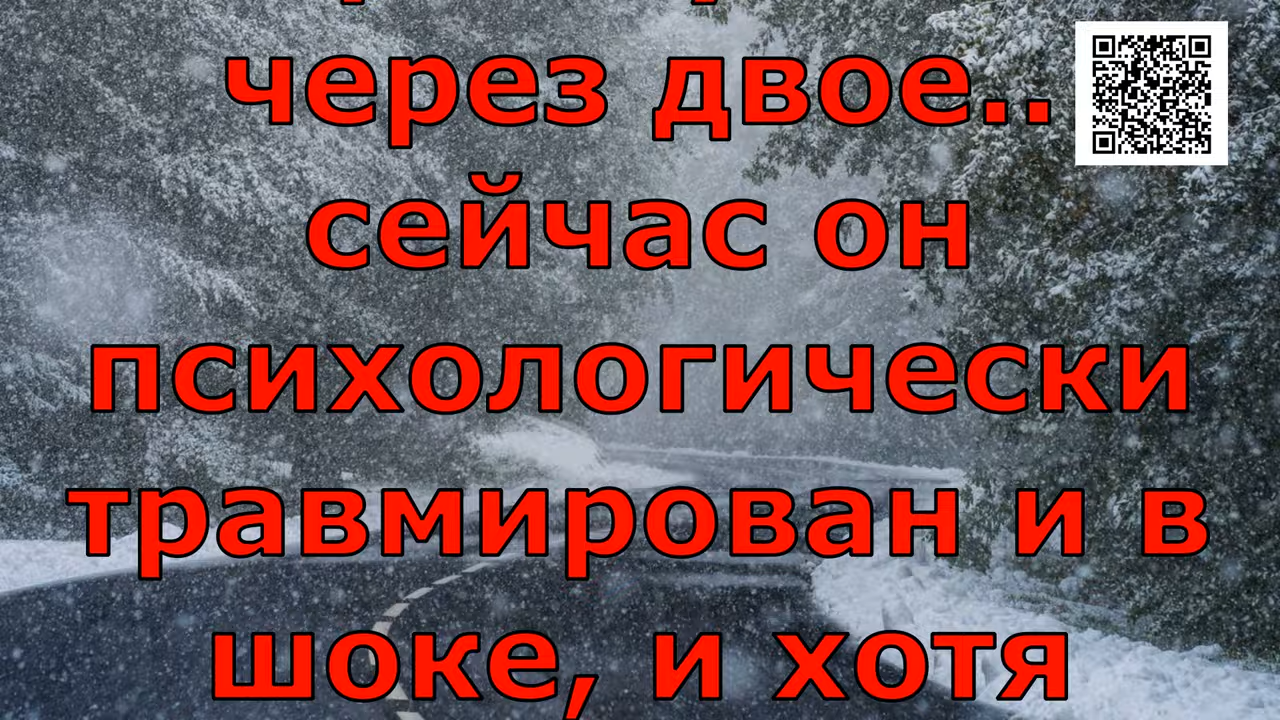 через двое..
сейчас он
психологически
травмирован и в
шоке, и хотя